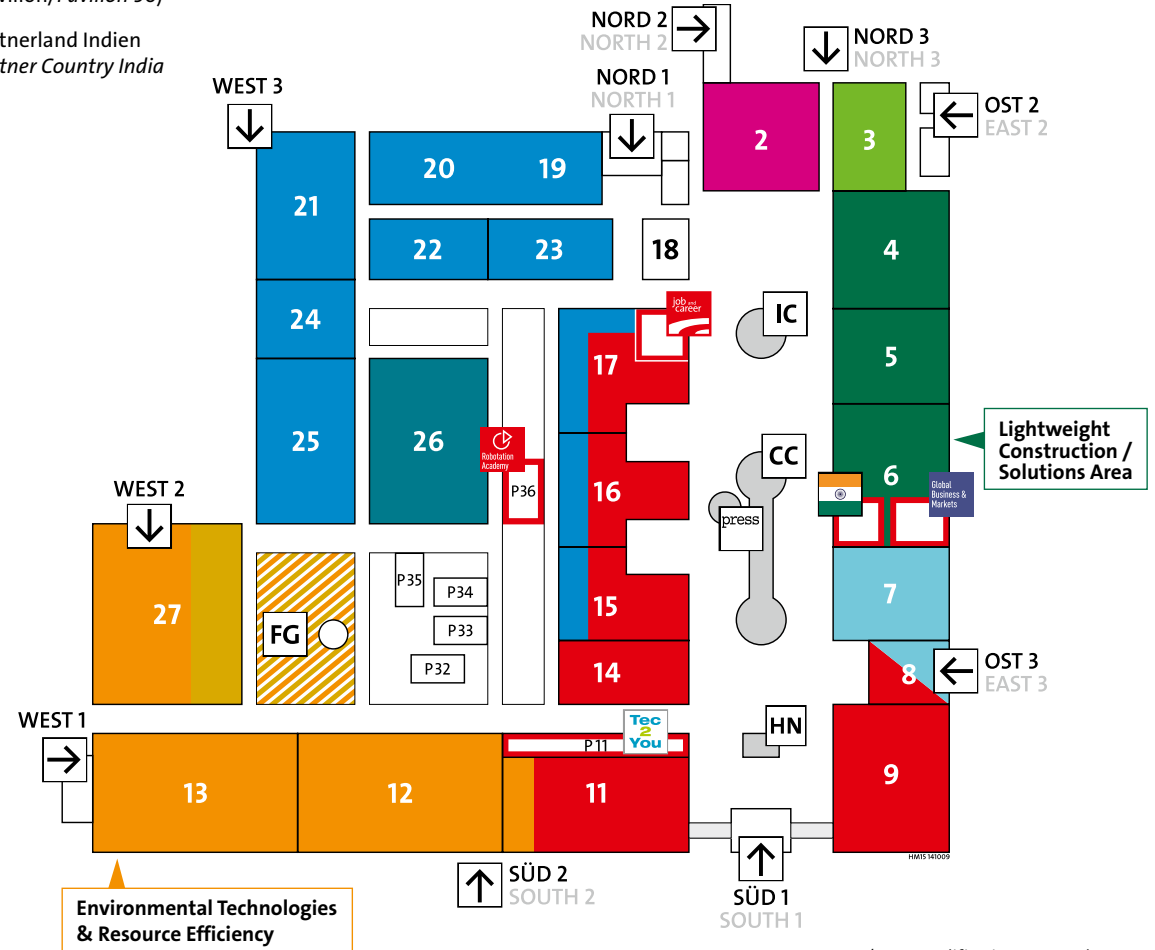 tnerland Indien
tner Country India
NORD 2
NORTH 2
NORD 3
NORTH 3
NORD 1
NORTH 1
WEST 3
OST 2
EAST 2
2
3
20
19
21
4
22
23
18
job and
career
IC
24
17
5
25
26
Robotation
Academy
P36
16
CC
press
6
Global
Business &
Markets
Lightweight
Construction /
Solutions Area
WEST 2
27
FG
P35
P34
P33
P32
15
7
14
8
OST 3
EAST 3
WEST 1
Tec
2
You
P11
HN
13
12
11
9
HM15 141009
SÜD 2
SOUTH 2
SÜD 1
SOUTH 1
Environmental Technologies
& Resource Efficiency